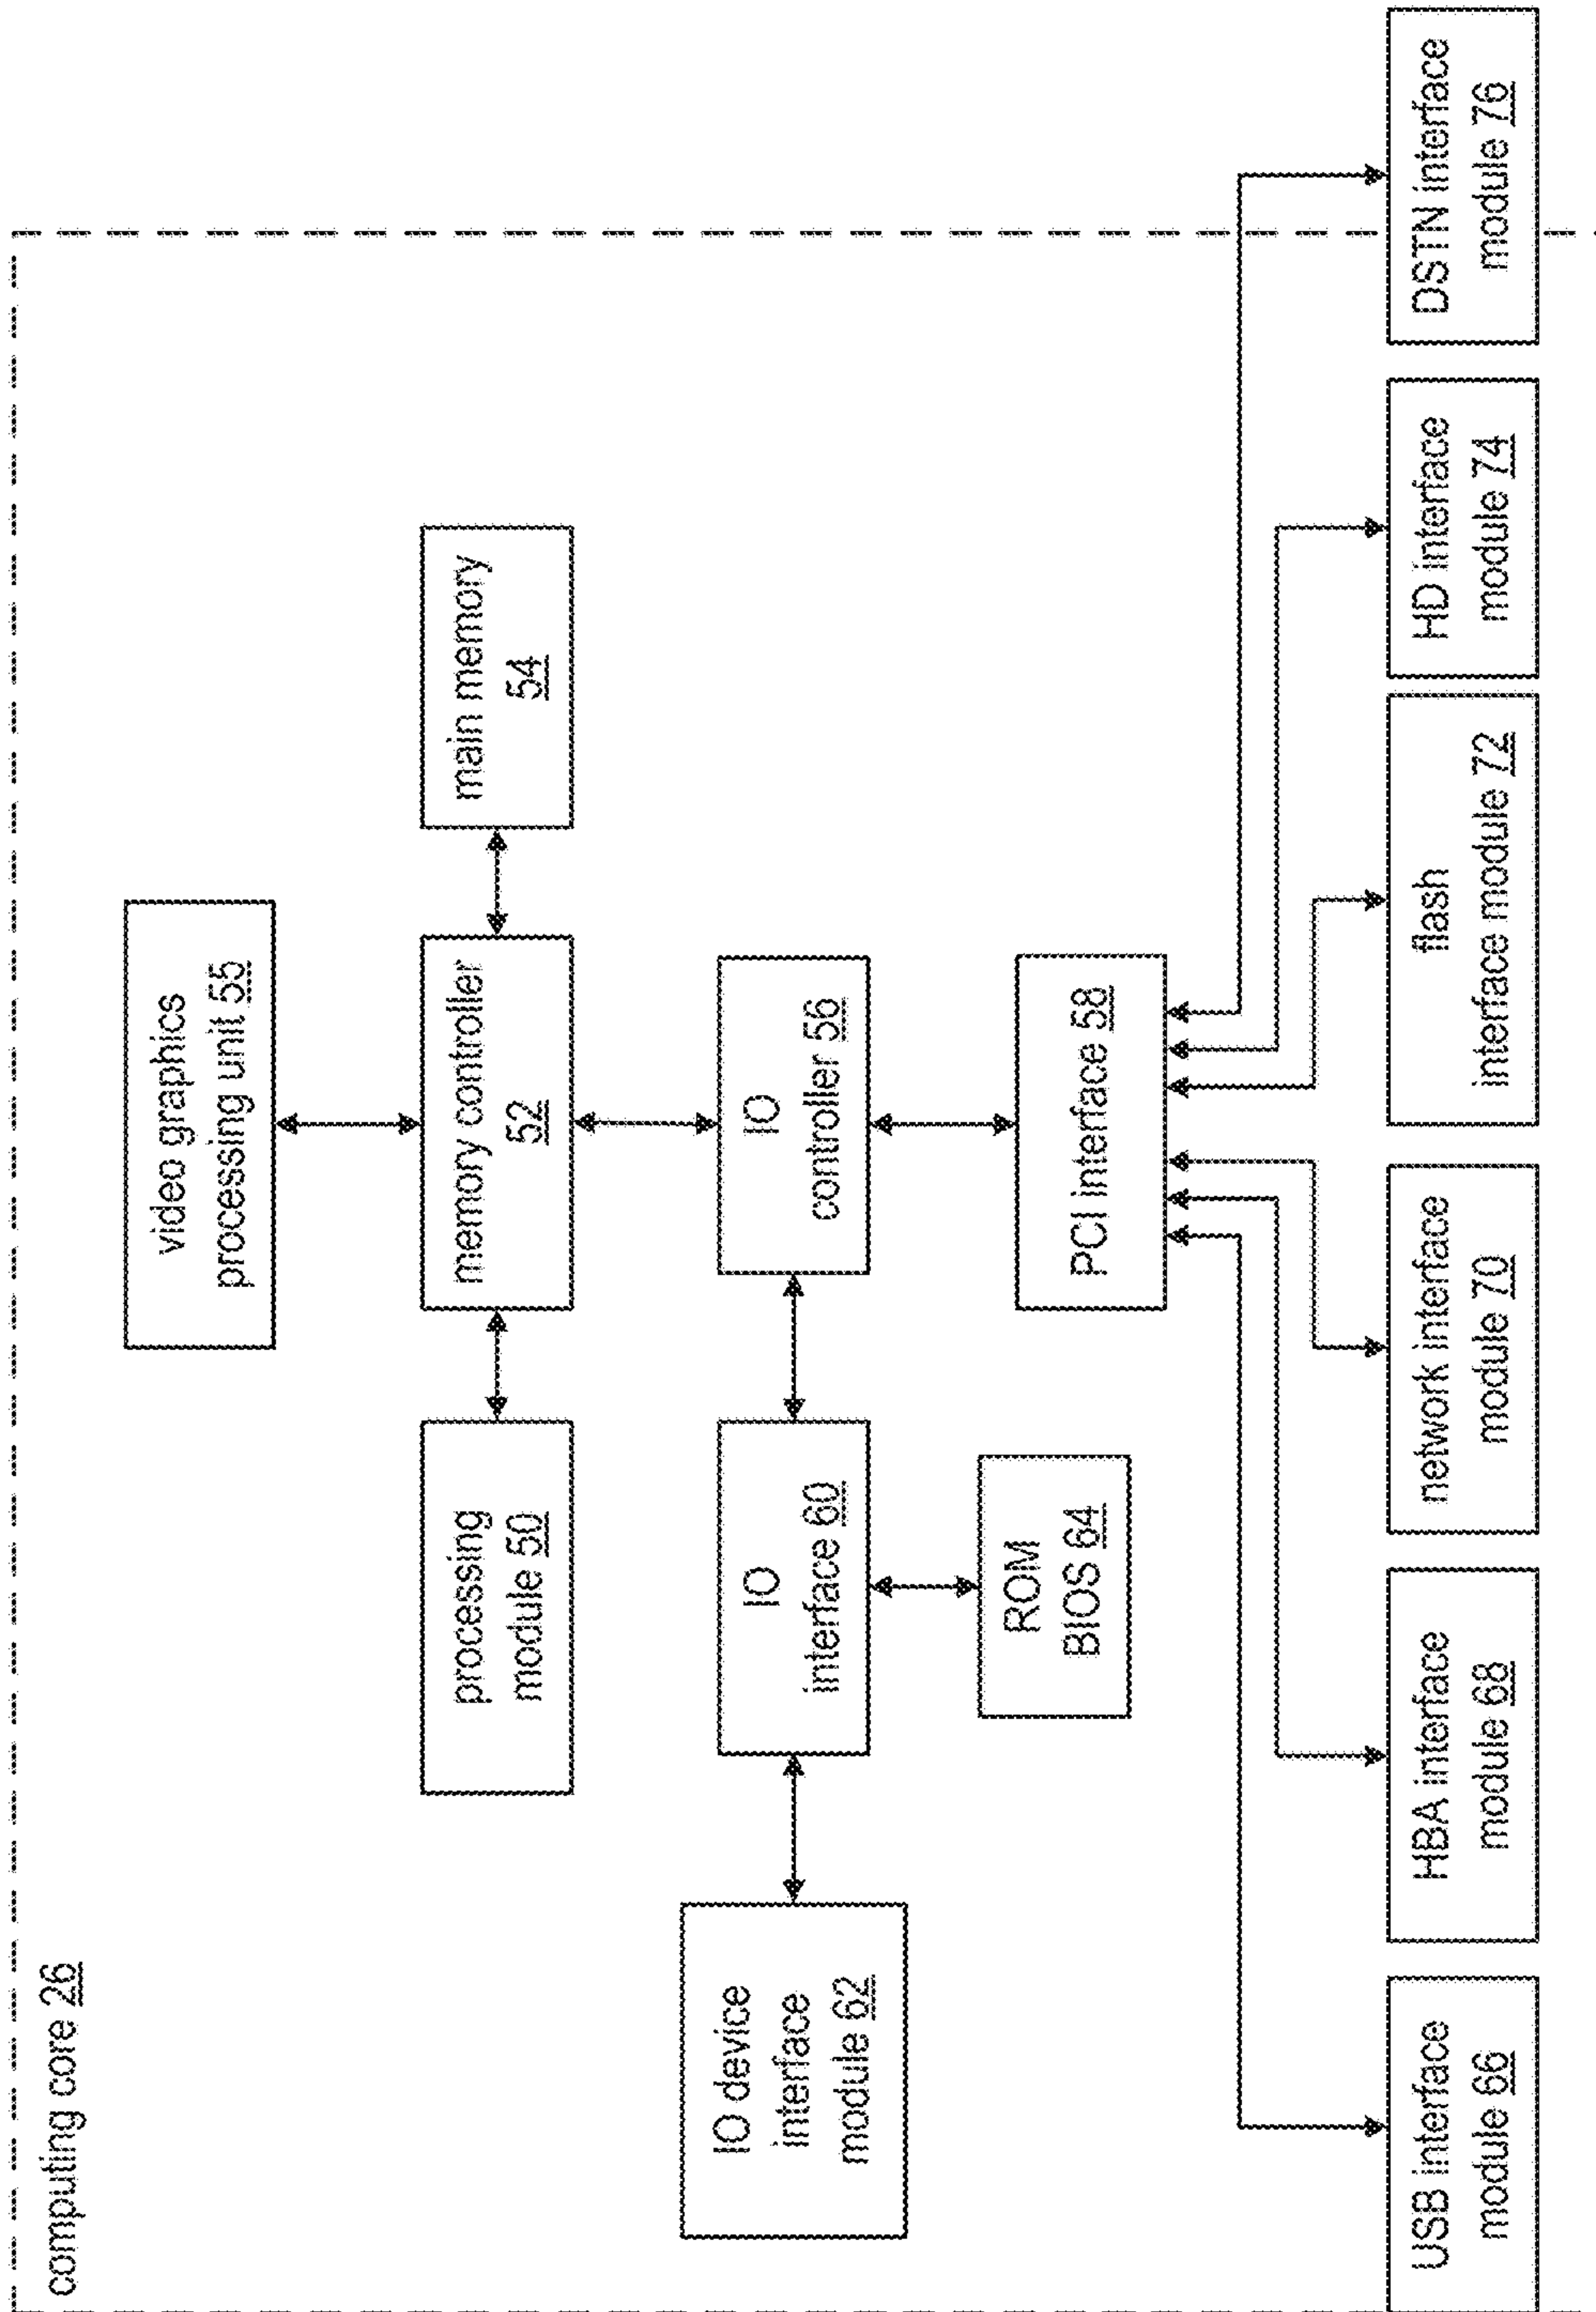 computing core 26
video graphics
processing unit 55
processing
module 50
memory controller
52
main memory
54
IO device
interface
module 62
IO
interface 60
IO
controller 56
ROM
BIOS 64
PCI interface 58
USB interface
module 66
HBA interface
module 68
network interface
module 70
flash
interface module 72
HD interface
module 74
DSTN interface
module 76